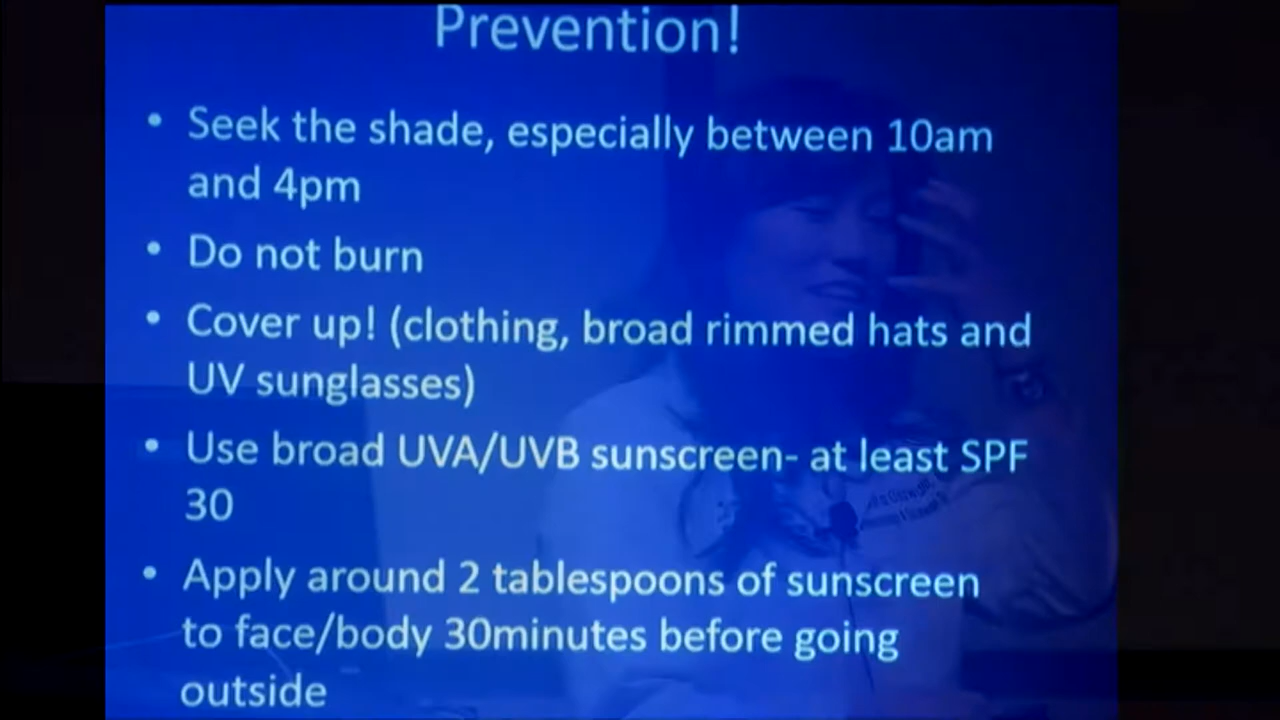 Prevention!
• Seek the shade, especially between 10am
and 4pm
• Do not burn
• Cover up! (clothing, broad rimmed hats and
UV sunglasses)
• Use broad UVA/UVB sunscreen- at least SPF
30
• Apply around 2 tablespoons of sunscreen
to face/body 30minutes before going
outside